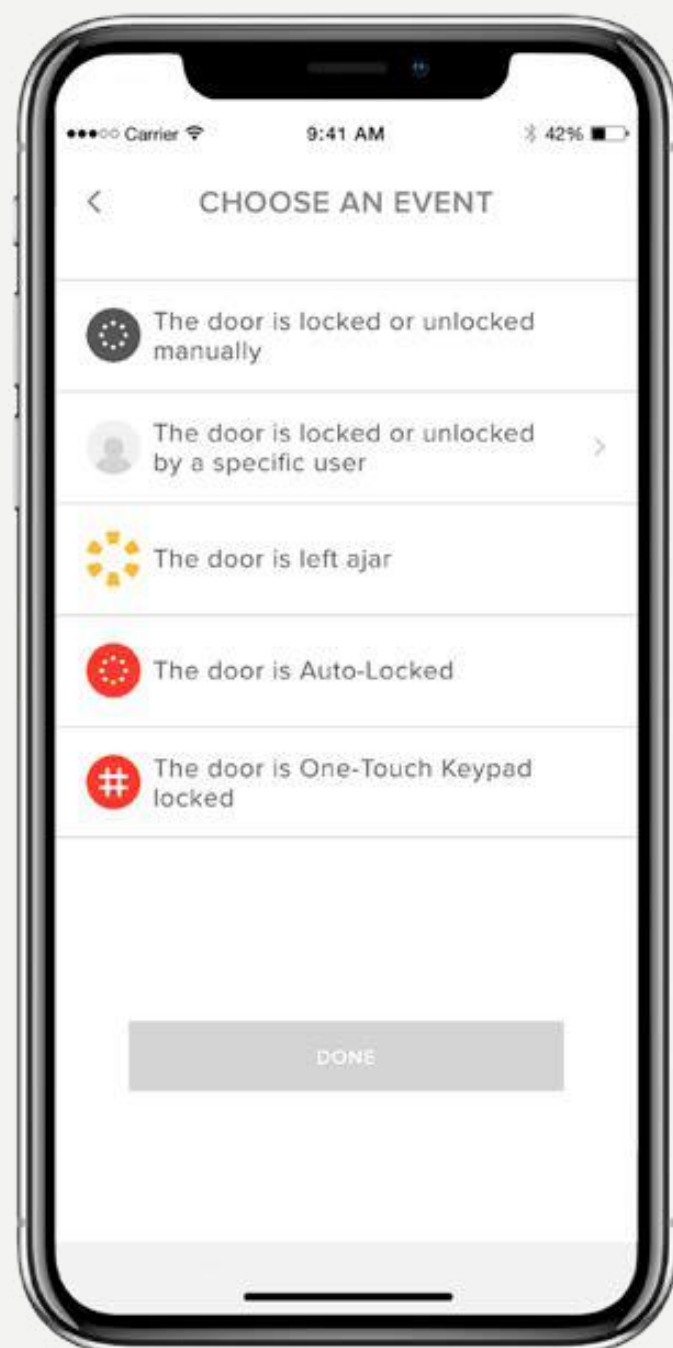 Carrier 9:41 AM 42%
CHOOSE AN EVENT
The door is locked or unlocked
manually
The door is locked or unlocked
by a specific user
The door is left ajar
The door is Auto-Locked
The door is One-Touch Keypad
locked
DONE